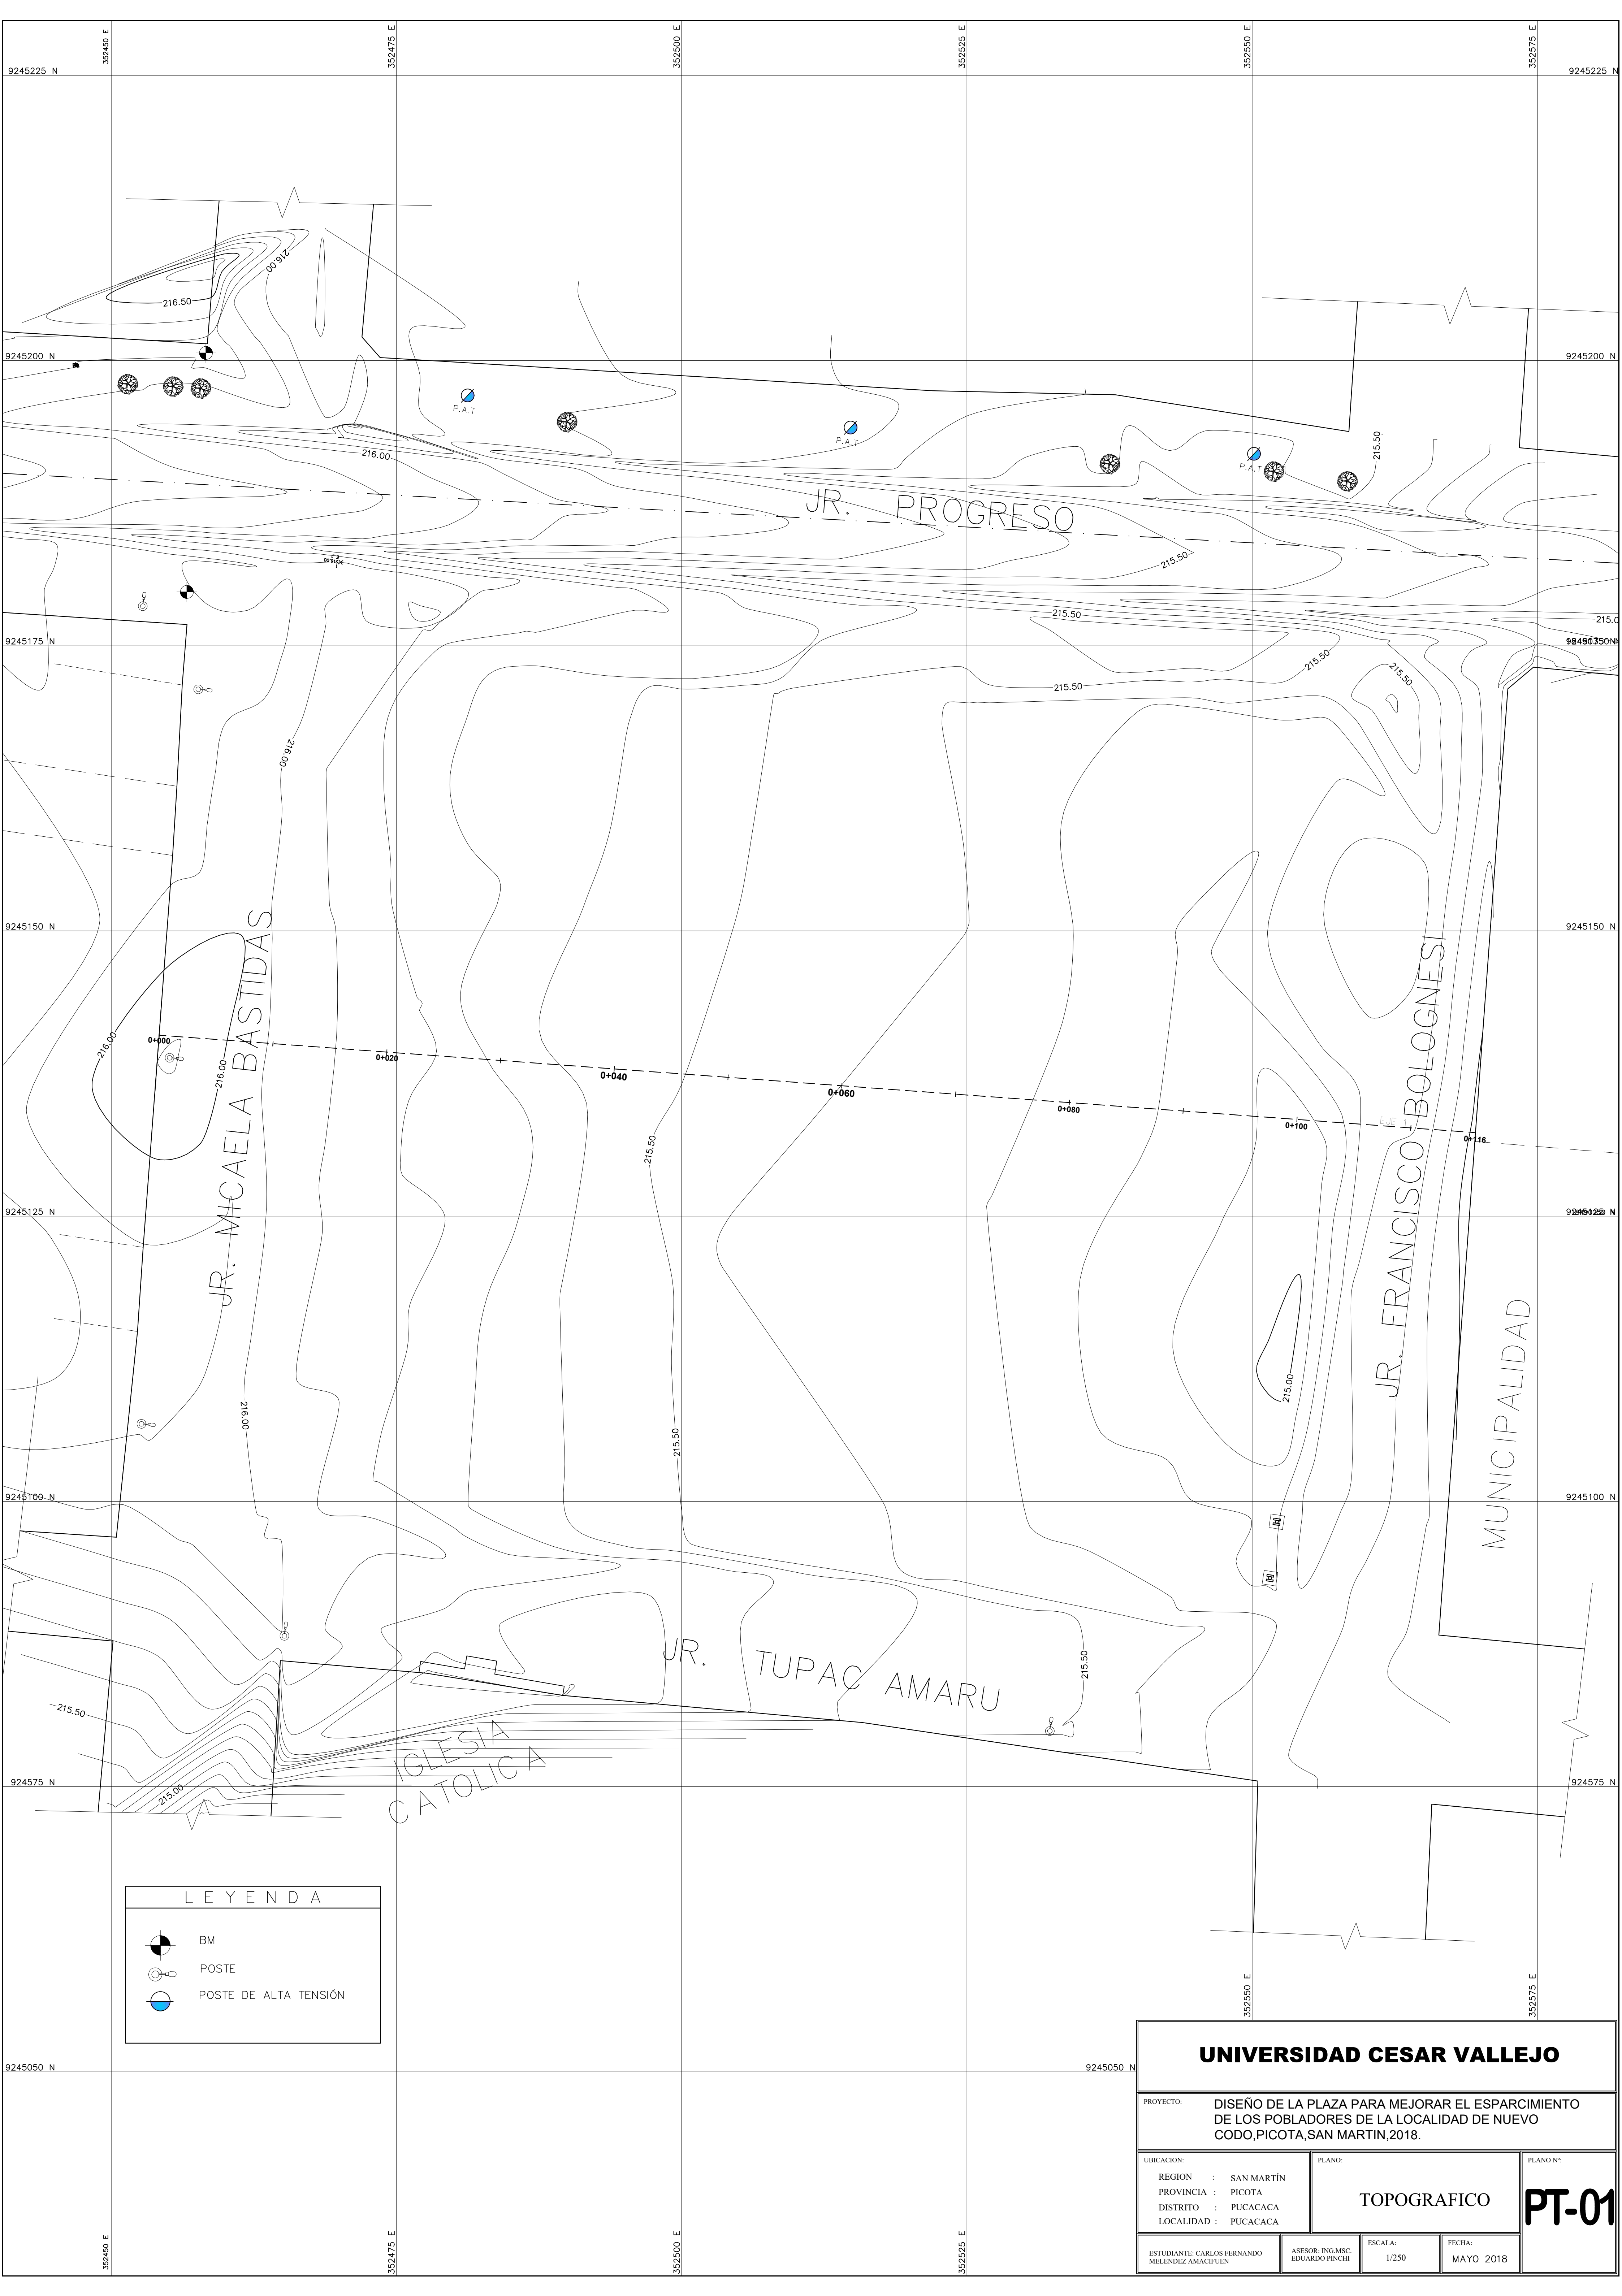 352450 E
352475 E
352500 E
352525 E
352550 E
352575 E
9245225 N
9245225 N
216.00
216.50
9245200 N
9245200 N
P.A.T
P.A.T
P.A.T
215.50
216.00
JR. PROGRESO
215.50
215.50
215.0
9245175 N
215.50
215.50
215.50
216.00
9245150 N
9245150 N
JR. MICAELA BASTIDAS
JR. FRANCISCO BOLOGNESI
216.00
216.00
0+000
0+020
0+040
0+060
0+080
0+100
EJE 1
0+116
215.50
9245125 N
215.00
MUNICIPALIDAD
216.00
215.50
9245100 N
9245100 N
JR. TUPAC AMARU
215.50
215.50
IGLESIA
CATOLICA
215.00
924575 N
924575 N
LEYENDA
BM
POSTE
POSTE DE ALTA TENSIÓN
352550 E
352575 E
9245050 N
9245050 N
UNIVERSIDAD CESAR VALLEJO
PROYECTO: DISEÑO DE LA PLAZA PARA MEJORAR EL ESPARCIMIENTO
DE LOS POBLADORES DE LA LOCALIDAD DE NUEVO
CODO,PICOTA,SAN MARTIN,2018.
UBICACION:
REGION : SAN MARTÍN
PROVINCIA : PICOTA
DISTRITO : PUCACACA
LOCALIDAD : PUCACACA
PLANO:
TOPOGRAFICO
PLANO Nº:
PT-01
ESTUDIANTE: CARLOS FERNANDO
MELENDEZ AMACIFUEN
ASESOR: ING.MSC.
EDUARDO PINCHI
ESCALA:
1/250
FECHA:
MAYO 2018
352450 E
352475 E
352500 E
352525 E